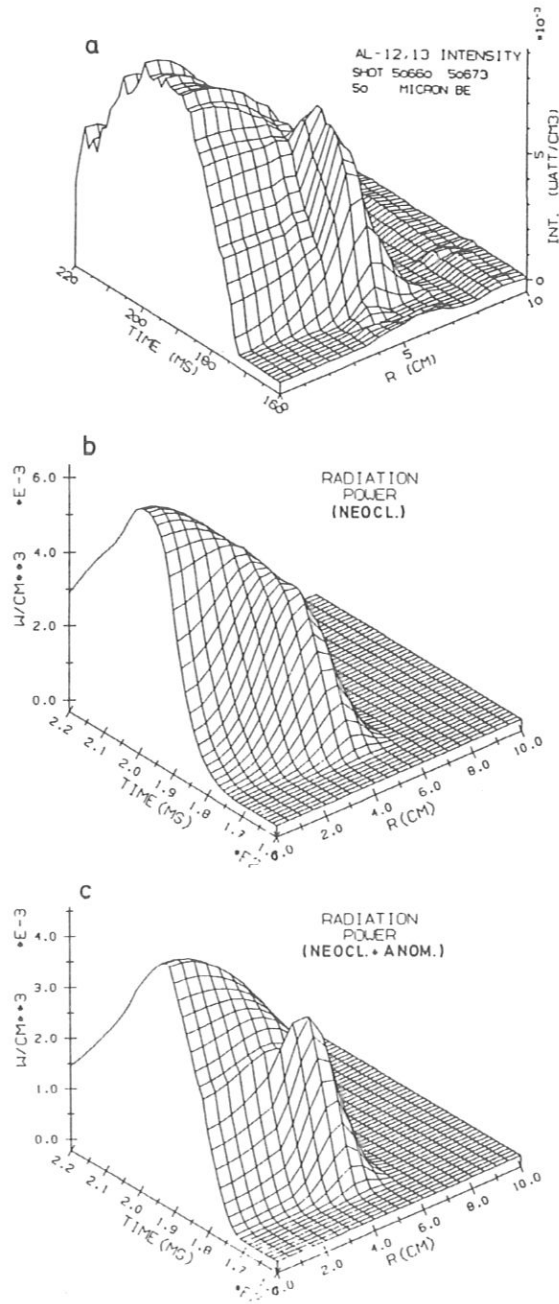 a
AL-12,13 INTENSITY
SHOT 50660 50673
50 MICRON BE
*10⁻³
5
0
INT. (WATT/CM3)
220
200
180
160
TIME (MS)
0
5
10
R (CM)
b
RADIATION
POWER
(NEOCL.)
*E-3
6.0
4.0
2.0
0.0
W/CM**3
2.2
2.1
2.0
1.9
1.8
1.7
TIME(MS)
0.0
2.0
4.0
6.0
8.0
10.0
R(CM)
c
RADIATION
POWER
(NEOCL.+ ANOM.)
*E-3
4.0
3.0
2.0
1.0
0.0
W/CM**3
2.2
2.1
2.0
1.9
1.8
1.7
TIME(MS)
0.0
2.0
4.0
6.0
8.0
10.0
R(CM)